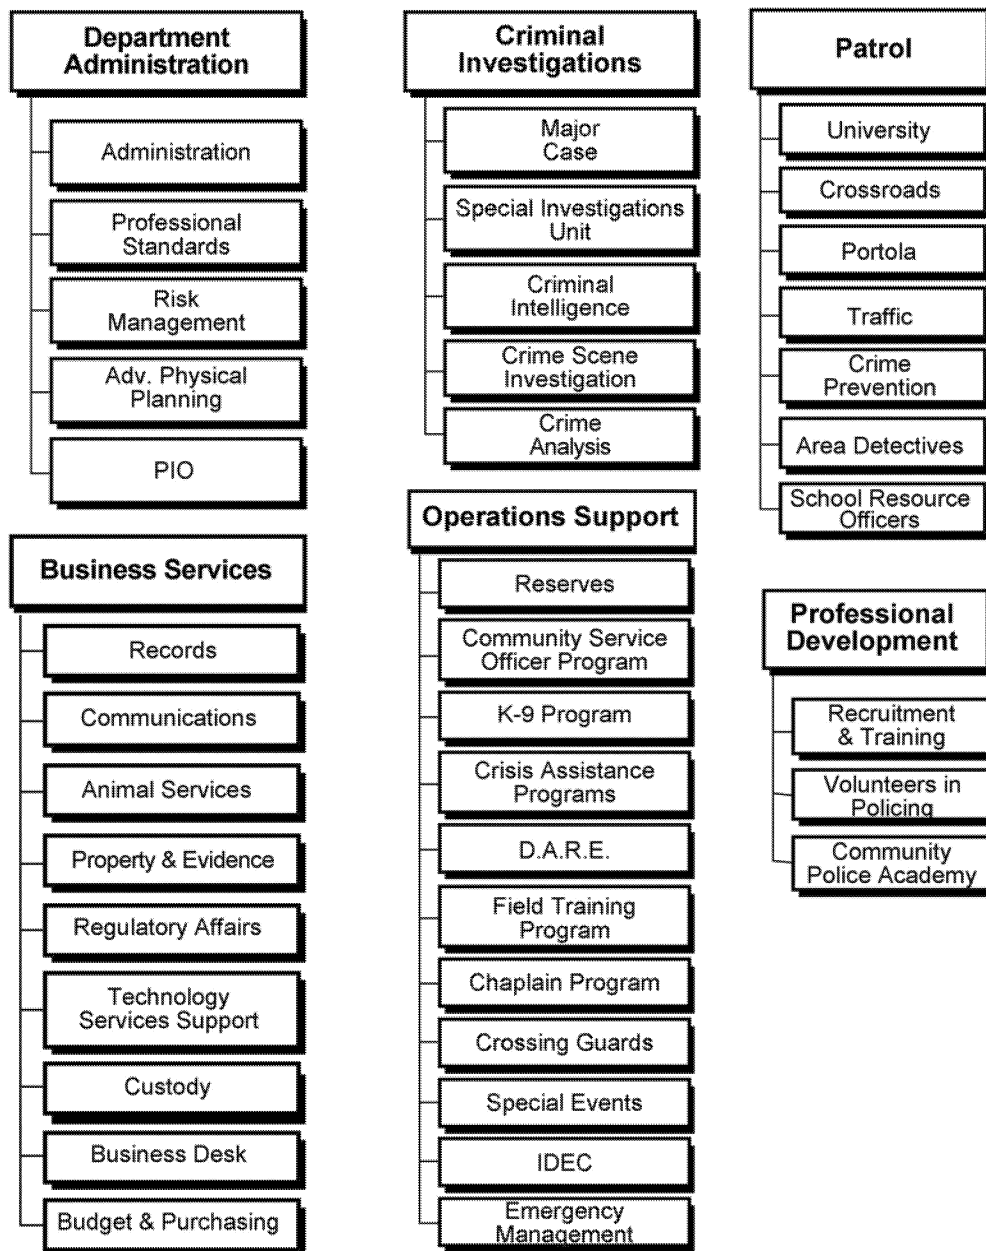 Department
Administration
Administration
Professional
Standards
Risk
Management
Adv. Physical
Planning
PIO
Business Services
Records
Communications
Animal Services
Property & Evidence
Regulatory Affairs
Technology
Services Support
Custody
Business Desk
Budget & Purchasing
Criminal
Investigations
Major
Case
Special Investigations
Unit
Criminal
Intelligence
Crime Scene
Investigation
Crime
Analysis
Operations Support
Reserves
Community Service
Officer Program
K-9 Program
Crisis Assistance
Programs
D.A.R.E.
Field Training
Program
Chaplain Program
Crossing Guards
Special Events
IDEC
Emergency
Management
Patrol
University
Crossroads
Portola
Traffic
Crime
Prevention
Area Detectives
School Resource
Officers
Professional
Development
Recruitment
& Training
Volunteers in
Policing
Community
Police Academy